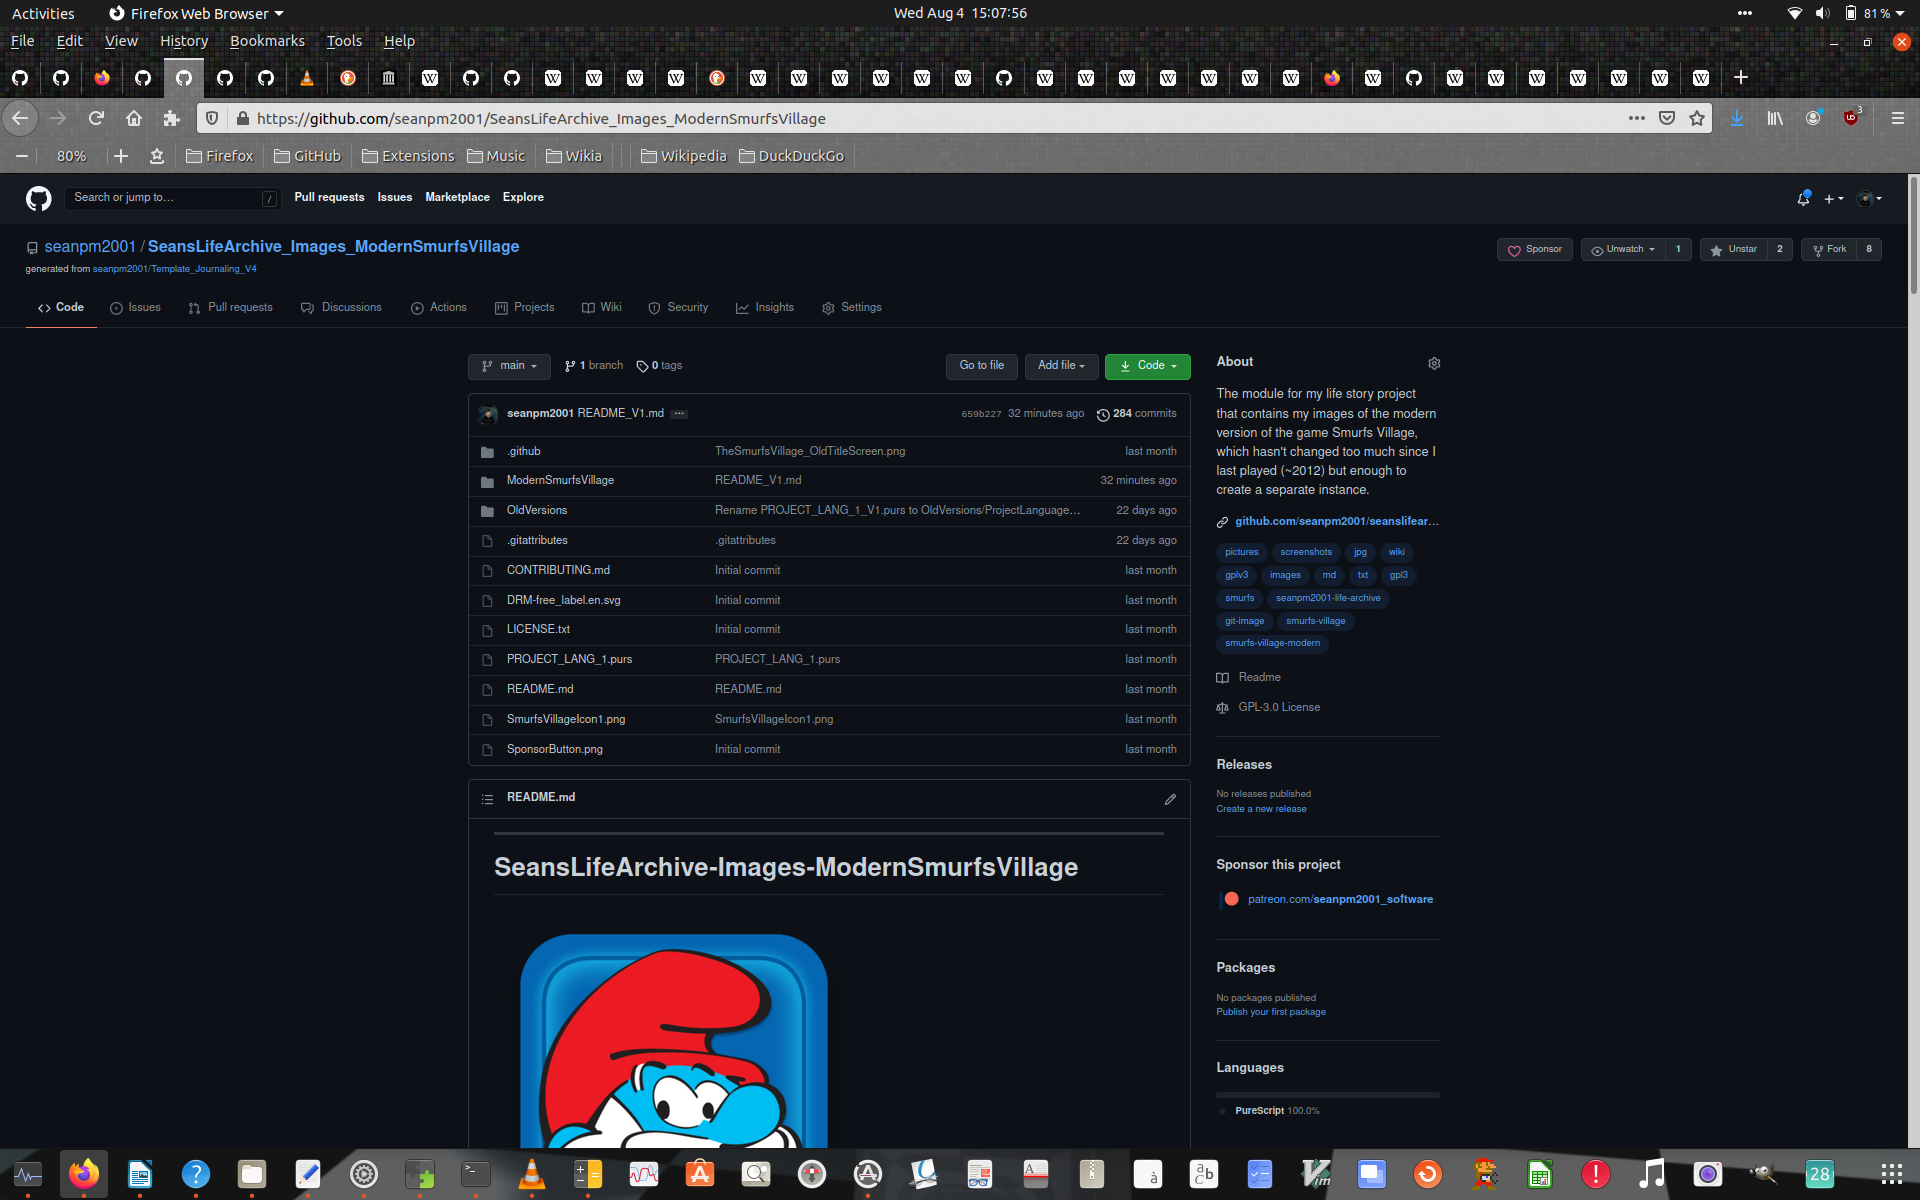 Activities
Firefox Web Browser
Wed Aug 4 15:07:56
81 %
File Edit View History Bookmarks Tools Help
https://github.com/seanpm2001/SeansLifeArchive_Images_ModernSmurfsVillage
3
80%
Firefox
GitHub
Extensions
Music
Wikia
Wikipedia
DuckDuckGo
Search or jump to...
/
Pull requests Issues Marketplace Explore
seanpm2001 / SeansLifeArchive_Images_ModernSmurfsVillage
Sponsor
Unwatch 1
Unstar 2
Fork 8
generated from seanpm2001/Template_Journaling_V4
Code
Issues
Pull requests
Discussions
Actions
Projects
Wiki
Security
Insights
Settings
main
1 branch
0 tags
Go to file
Add file
Code
seanpm2001 README_V1.md ...
659b227 32 minutes ago 284 commits
.github TheSmurfsVillage_OldTitleScreen.png last month
ModernSmurfsVillage README_V1.md 32 minutes ago
OldVersions Rename PROJECT_LANG_1_V1.purs to OldVersions/ProjectLanguage... 22 days ago
.gitattributes .gitattributes 22 days ago
CONTRIBUTING.md Initial commit last month
DRM-free_label.en.svg Initial commit last month
LICENSE.txt Initial commit last month
PROJECT_LANG_1.purs PROJECT_LANG_1.purs last month
README.md README.md last month
SmurfsVillageIcon1.png SmurfsVillageIcon1.png last month
SponsorButton.png Initial commit last month
README.md
SeansLifeArchive-Images-ModernSmurfsVillage
About
The module for my life story project
that contains my images of the modern
version of the game Smurfs Village,
which hasn't changed too much since I
last played (~2012) but enough to
create a separate instance.
github.com/seanpm2001/seanslifear...
pictures screenshots jpg wiki
gplv3 images md txt gpl3
smurfs seanpm2001-life-archive
git-image smurfs-village
smurfs-village-modern
Readme
GPL-3.0 License
Releases
No releases published
Create a new release
Sponsor this project
patreon.com/seanpm2001_software
Packages
No packages published
Publish your first package
Languages
PureScript 100.0%
28